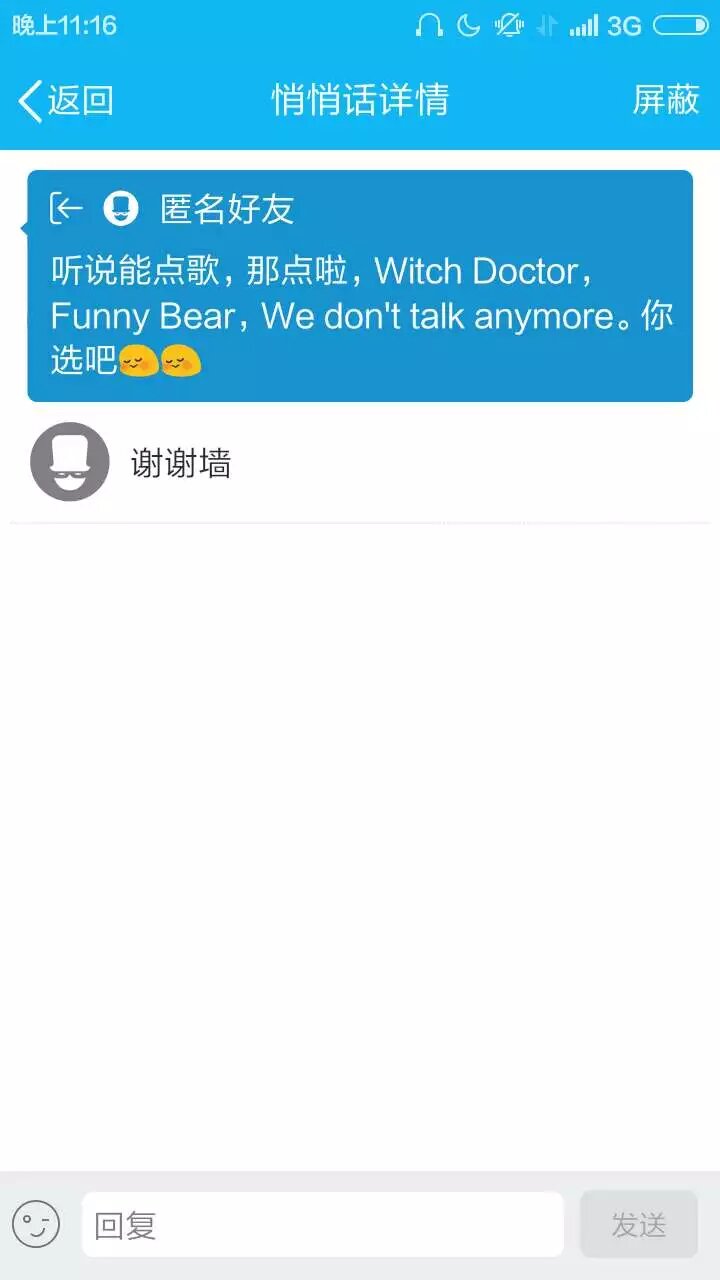 晚上11:16
3G
返回
悄悄话详情
屏蔽
匿名好友
听说能点歌，那点啦，Witch Doctor，
Funny Bear，We don't talk anymore。你
选吧
谢谢墙
回复
发送